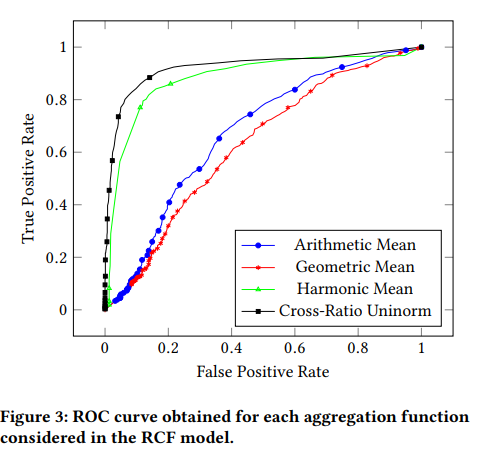 1
0.8
0.6
0.4
0.2
0
True Positive Rate
Arithmetic Mean
Geometric Mean
Harmonic Mean
Cross-Ratio Uninorm
0
0.2
0.4
0.6
0.8
1
False Positive Rate
Figure 3: ROC curve obtained for each aggregation function
considered in the RCF model.